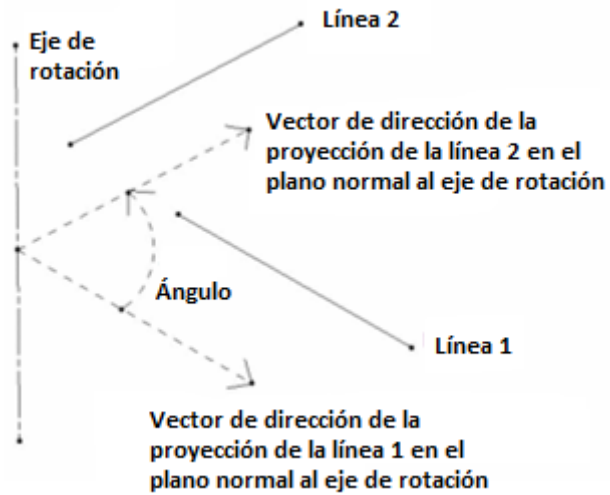 Línea 2
Eje de
rotación
Vector de dirección de la
proyección de la línea 2 en el
plano normal al eje de rotación
Ángulo
Línea 1
Vector de dirección de la
proyección de la línea 1 en el
plano normal al eje de rotación